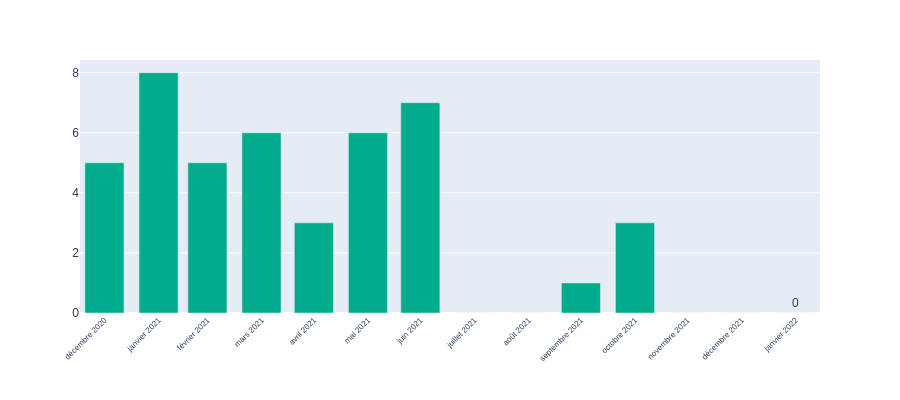 8
6
4
2
0
0
décembre 2020
janvier 2021
février 2021
mars 2021
avril 2021
mai 2021
juin 2021
juillet 2021
août 2021
septembre 2021
octobre 2021
novembre 2021
décembre 2021
janvier 2022